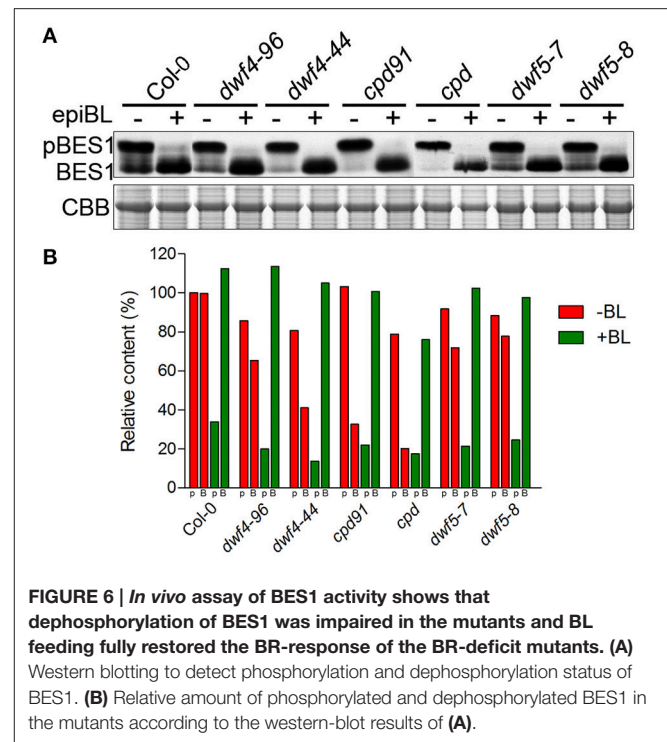 A
Col-0 dwf4-96 dwf4-44 cpd91 cpd dwf5-7 dwf5-8
epiBL - + - + - + - + - + - + - +
pBES1
BES1
CBB
B
Relative content (%)
120
100
80
60
40
20
0
-BL
+BL
p B p B p B p B p B p B p B p B p B p B p B p B p B p B
Col-0 dwf4-96 dwf4-44 cpd91 cpd dwf5-7 dwf5-8
FIGURE 6 | In vivo assay of BES1 activity shows that
dephosphorylation of BES1 was impaired in the mutants and BL
feeding fully restored the BR-response of the BR-deficit mutants. (A)
Western blotting to detect phosphorylation and dephosphorylation status of
BES1. (B) Relative amount of phosphorylated and dephosphorylated BES1 in
the mutants according to the western-blot results of (A).